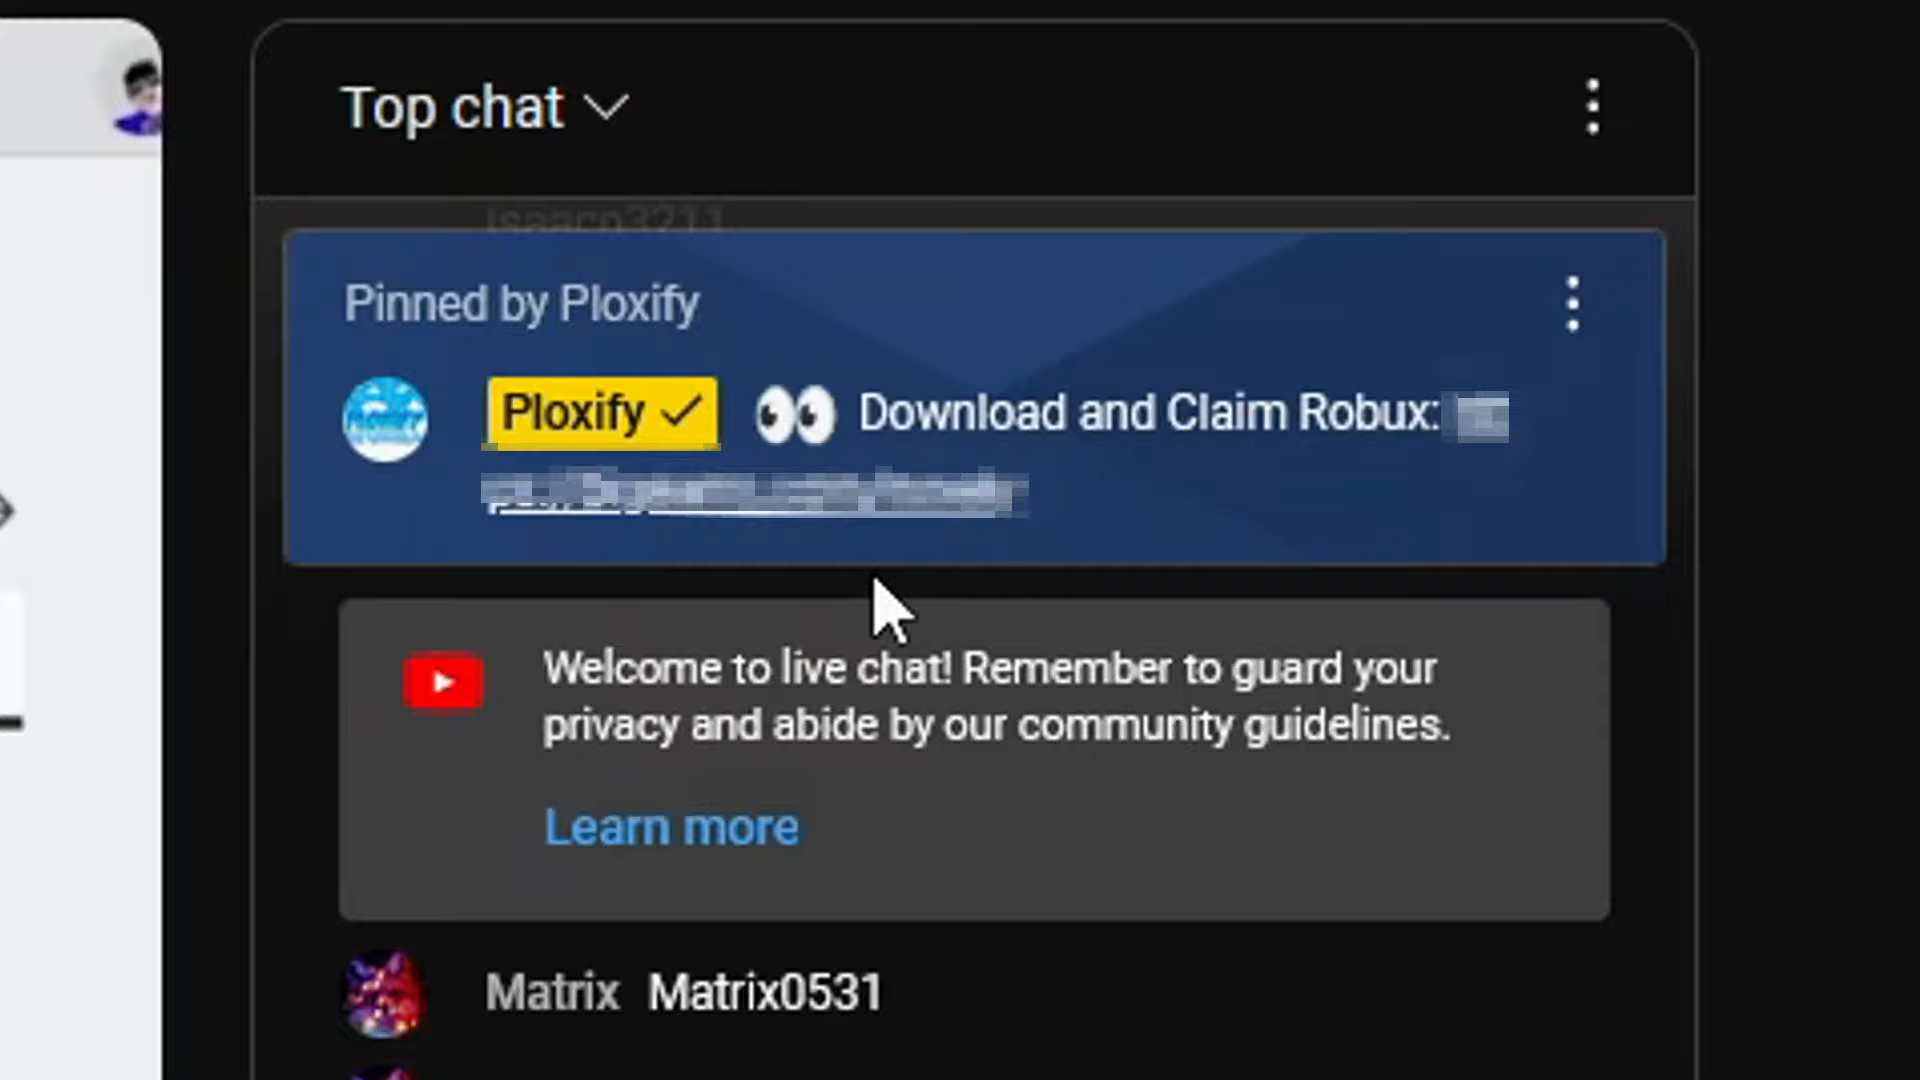 Top chat
Isaacp3211
Pinned by Ploxify
Ploxify 👀 Download and Claim Robux:
Welcome to live chat! Remember to guard your
privacy and abide by our community guidelines.
Learn more
Matrix Matrix0531